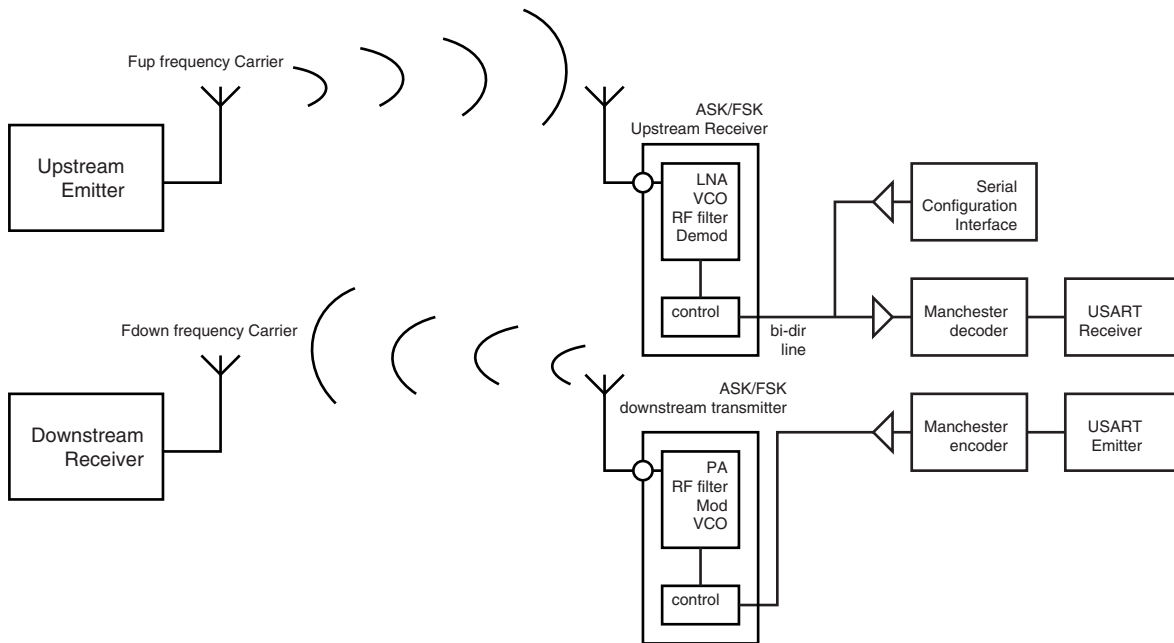 Fup frequency Carrier
Upstream
Emitter
ASK/FSK
Upstream Receiver
LNA
VCO
RF filter
Demod
control
bi-dir
line
Serial
Configuration
Interface
Manchester
decoder
USART
Receiver
Fdown frequency Carrier
Downstream
Receiver
ASK/FSK
downstream transmitter
PA
RF filter
Mod
VCO
control
Manchester
encoder
USART
Emitter